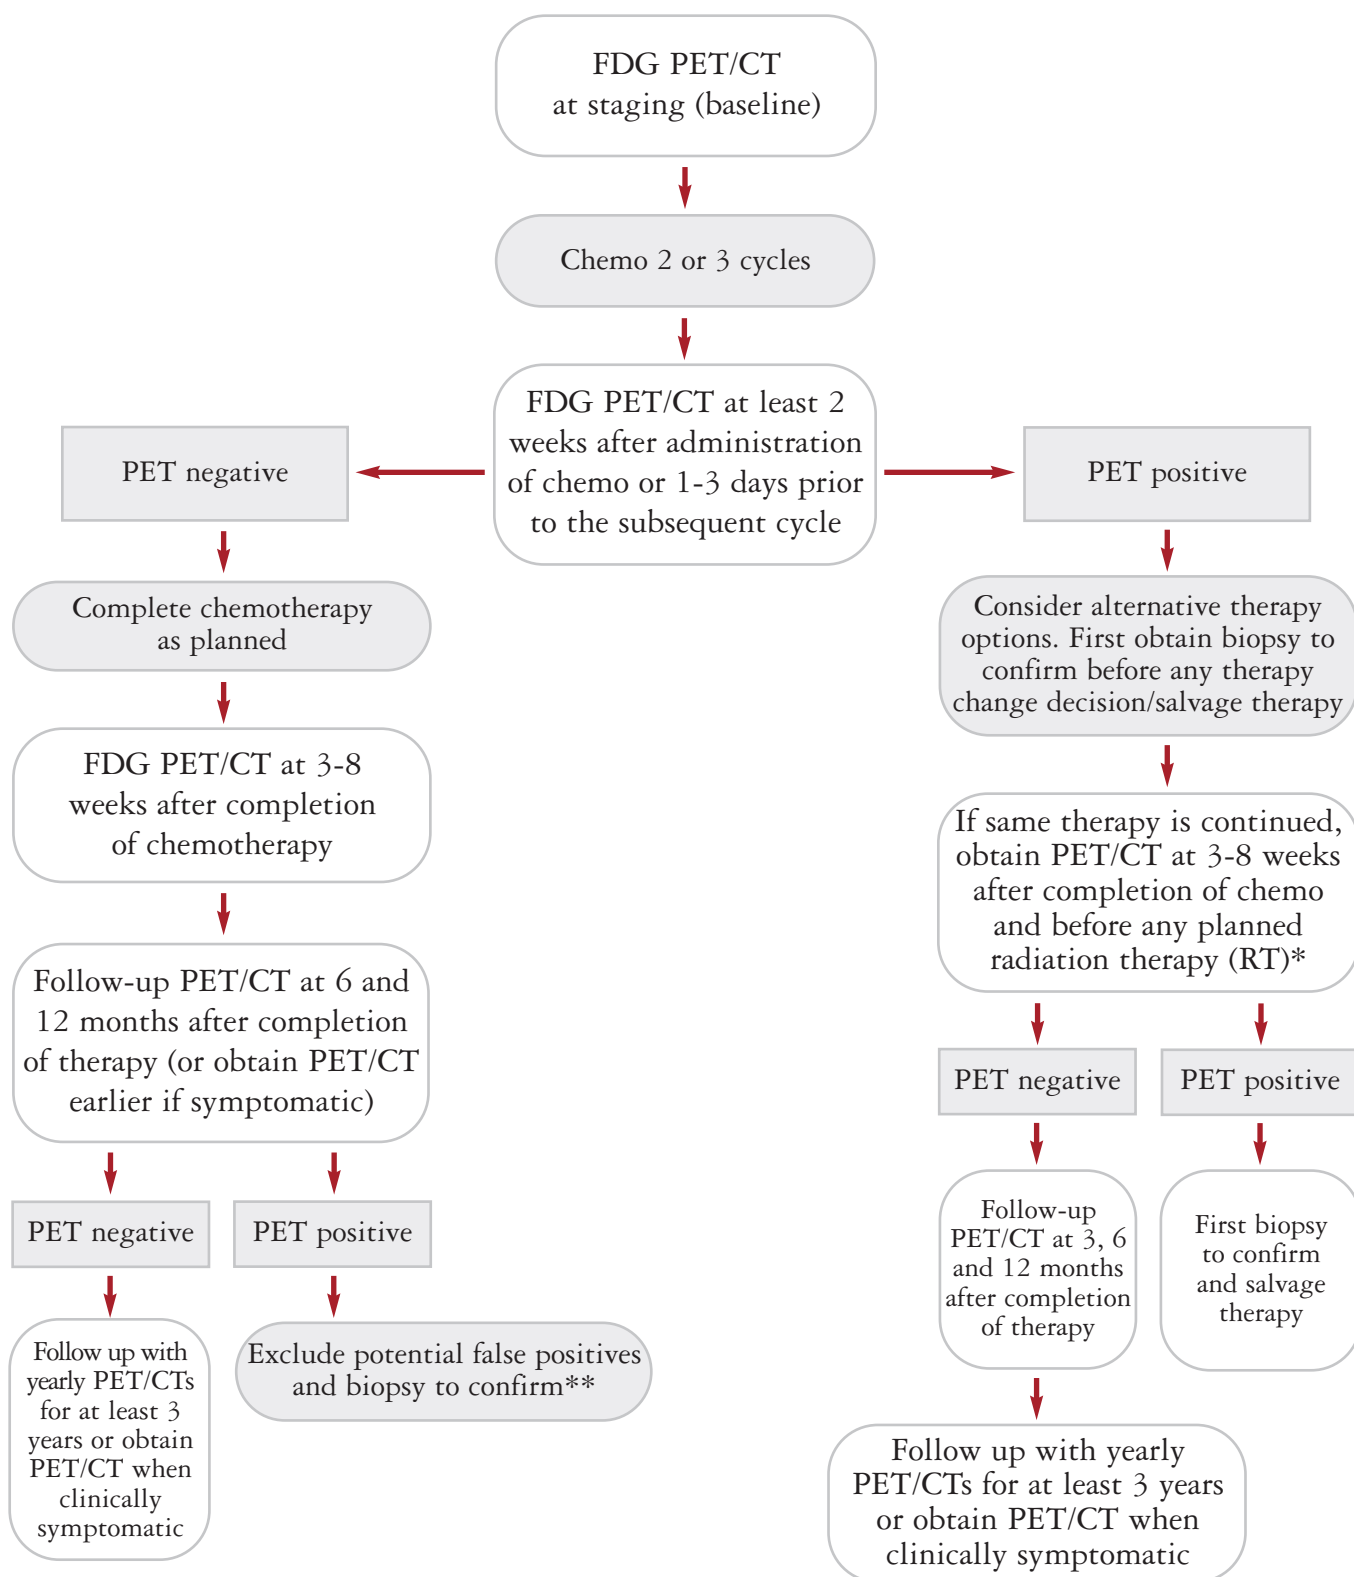 FDG PET/CT
at staging (baseline)
Chemo 2 or 3 cycles
FDG PET/CT at least 2
weeks after administration
of chemo or 1-3 days prior
to the subsequent cycle
PET negative
Complete chemotherapy
as planned
FDG PET/CT at 3-8
weeks after completion
of chemotherapy
Follow-up PET/CT at 6 and
12 months after completion
of therapy (or obtain PET/CT
earlier if symptomatic)
PET negative
Follow up with
yearly PET/CTs
for at least 3
years or obtain
PET/CT when
clinically
symptomatic
PET positive
Exclude potential false positives
and biopsy to confirm**
PET positive
Consider alternative therapy
options. First obtain biopsy to
confirm before any therapy
change decision/salvage therapy
If same therapy is continued,
obtain PET/CT at 3-8 weeks
after completion of chemo
and before any planned
radiation therapy (RT)*
PET negative
Follow-up
PET/CT at 3, 6
and 12 months
after completion
of therapy
Follow up with yearly
PET/CTs for at least 3 years
or obtain PET/CT when
clinically symptomatic
PET positive
First biopsy
to confirm
and salvage
therapy